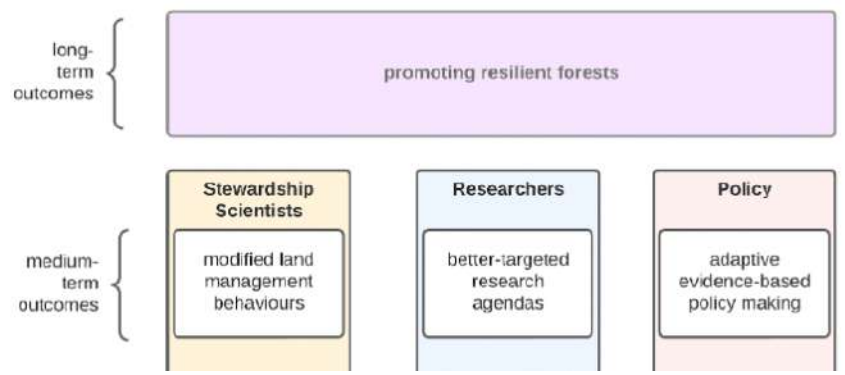 long-
term
outcomes
promoting resilient forests
Stewardship
Scientists
Researchers
Policy
medium-
term
outcomes
modified land
management
behaviours
better-targeted
research
agendas
adaptive
evidence-based
policy making